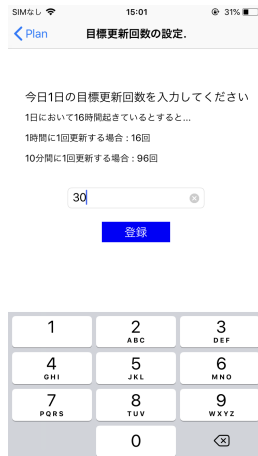 SIMなし 15:01 31%
Plan 目標更新回数の設定.
今日1日の目標更新回数を入力してください
1日において16時間起きているとすると...
1時間に1回更新する場合 : 16回
10分間に1回更新する場合 : 96回
30
登録
1 2 3
ABC DEF
4 5 6
GHI JKL MNO
7 8 9
PQRS TUV WXYZ
0